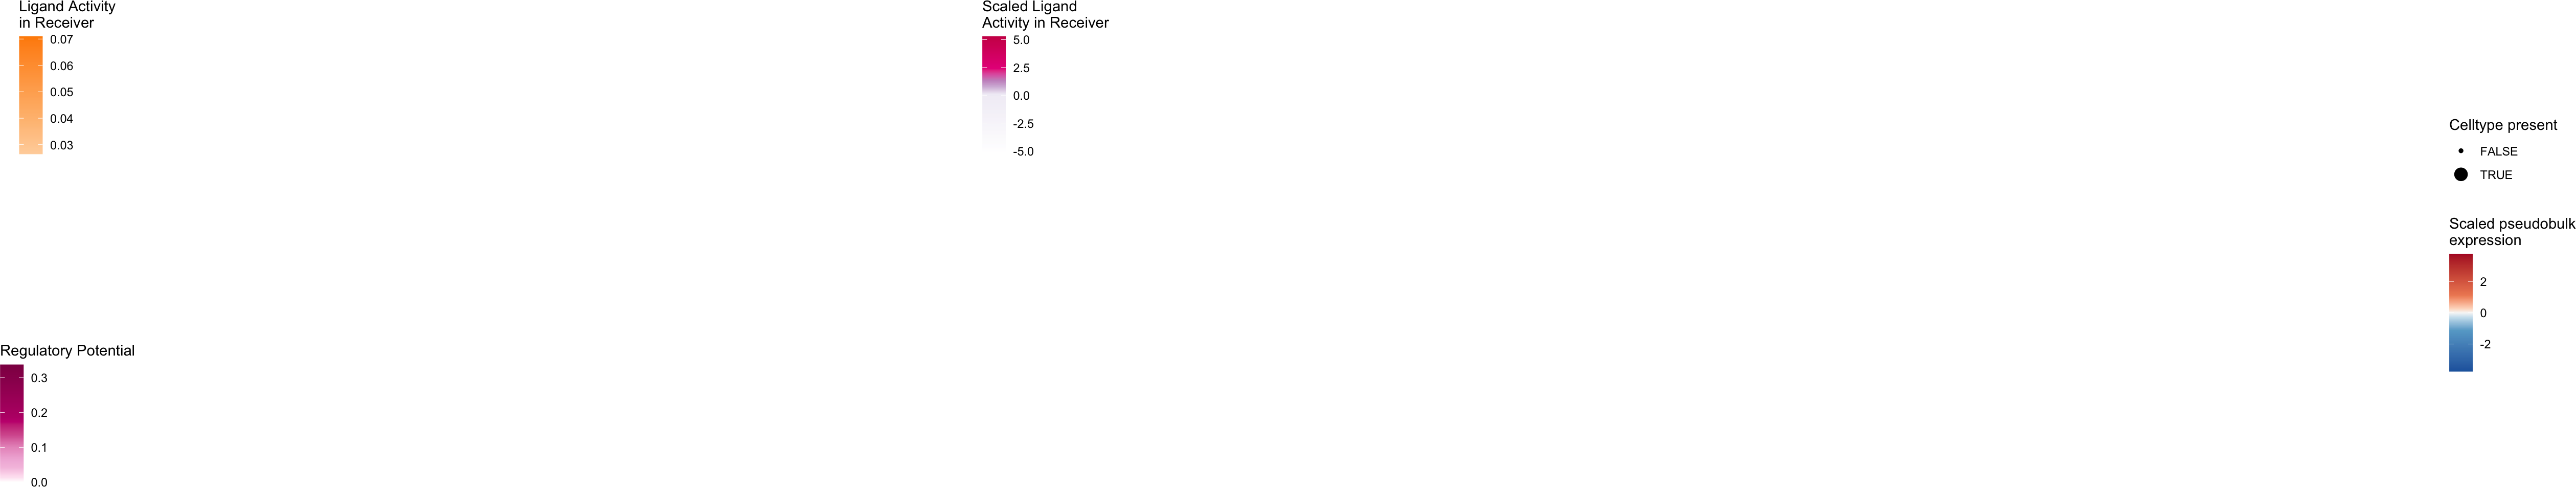 Ligand Activity
in Receiver
0.07
0.06
0.05
0.04
0.03
Scaled Ligand
Activity in Receiver
5.0
2.5
0.0
-2.5
-5.0
Celltype present
FALSE
TRUE
Scaled pseudobulk
expression
2
0
-2
Regulatory Potential
0.3
0.2
0.1
0.0